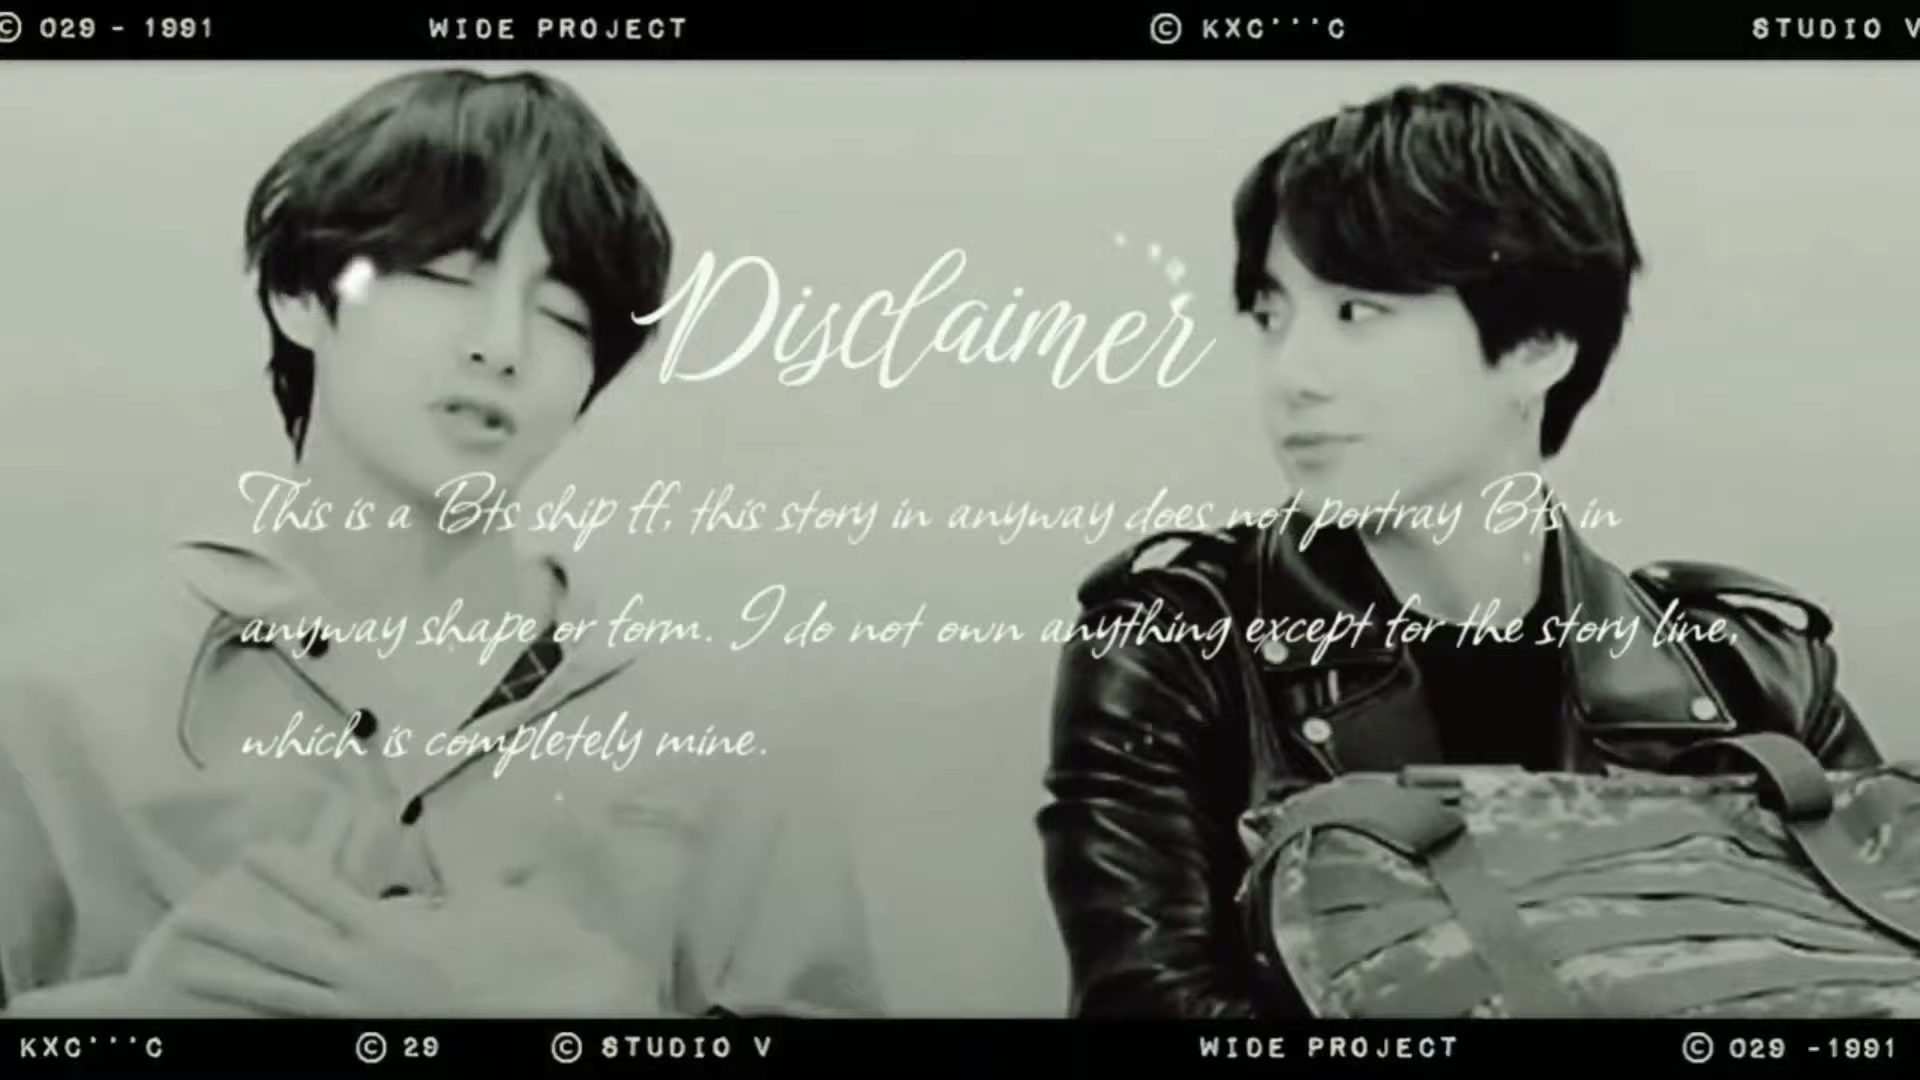 © 029 - 1991 WIDE PROJECT © KXC'''C STUDIO V
Disclaimer
This is a Bts ship ff, this story in anyway does not portray Bts in
anyway shape or form. I do not own anything except for the story line,
which is completely mine.
KXC'''C © 29 © STUDIO V WIDE PROJECT © 029 -1991